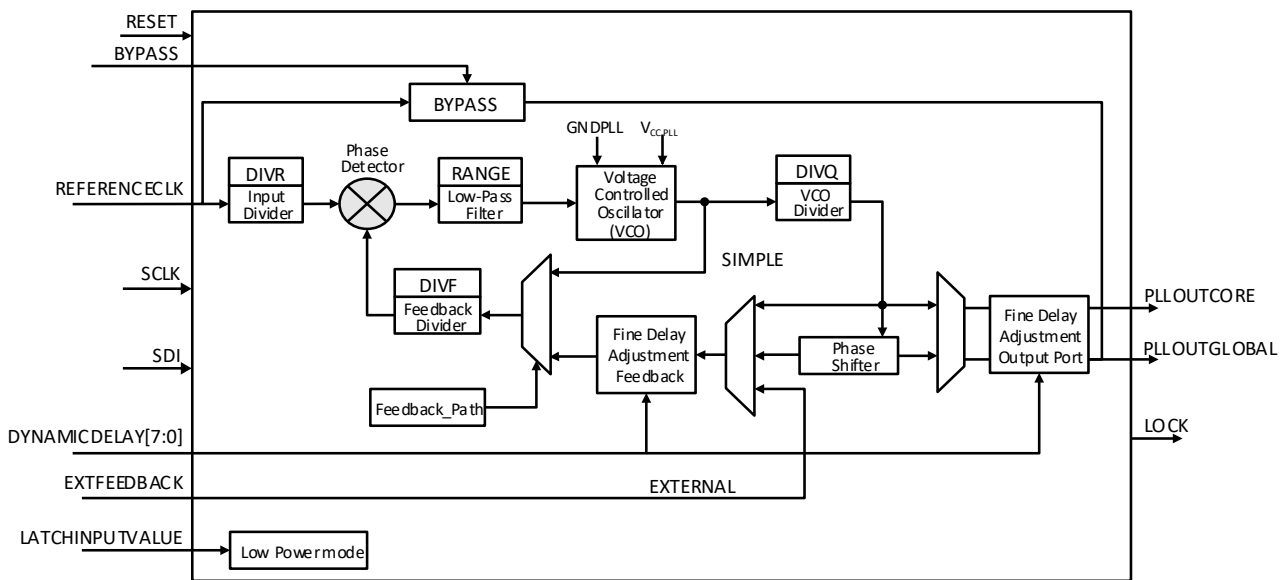 RESET
BYPASS
BYPASS
GNDPLL
VCCPLL
Phase
Detector
REFERENCECLK
DIVR
Input
Divider
RANGE
Low-Pass
Filter
Voltage
Controlled
Oscillator
(VCO)
DIVQ
VCO
Divider
SIMPLE
SCLK
DIVF
Feedback
Divider
Fine Delay
Adjustment
Feedback
Phase
Shifter
Fine Delay
Adjustment
Output Port
PLLOUTCORE
PLLOUTGLOBAL
SDI
Feedback_Path
DYNAMICDELAY[7:0]
LOCK
EXTFEEDBACK
EXTERNAL
LATCHINPUTVALUE
Low Power mode